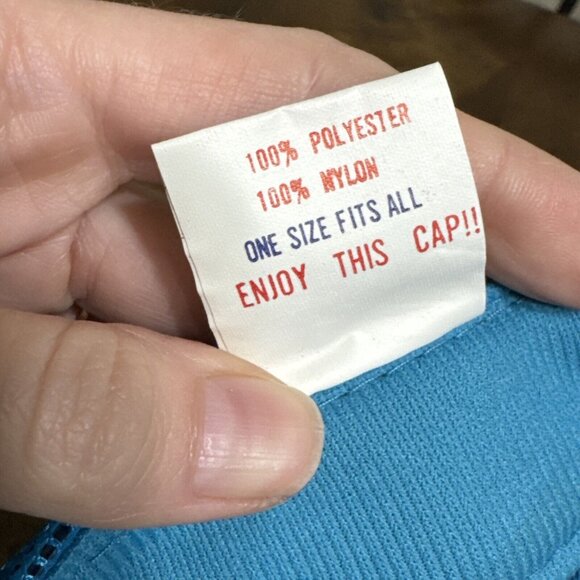 100% POLYESTER
100% NYLON
ONE SIZE FITS ALL
ENJOY THIS CAP!!